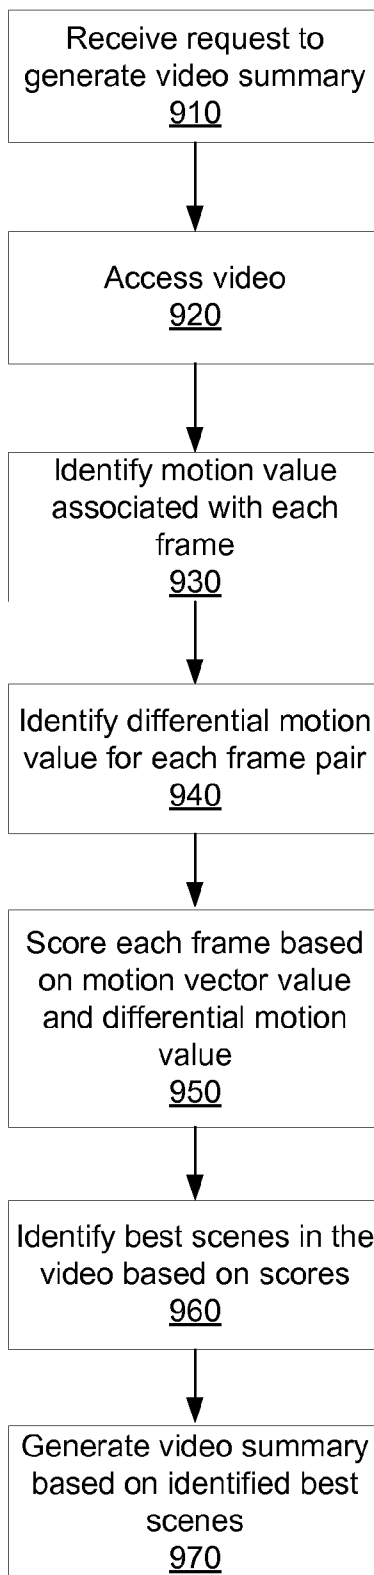 Receive request to
generate video summary
910
Access video
920
Identify motion value
associated with each
frame
930
Identify differential motion
value for each frame pair
940
Score each frame based
on motion vector value
and differential motion
value
950
Identify best scenes in the
video based on scores
960
Generate video summary
based on identified best
scenes
970